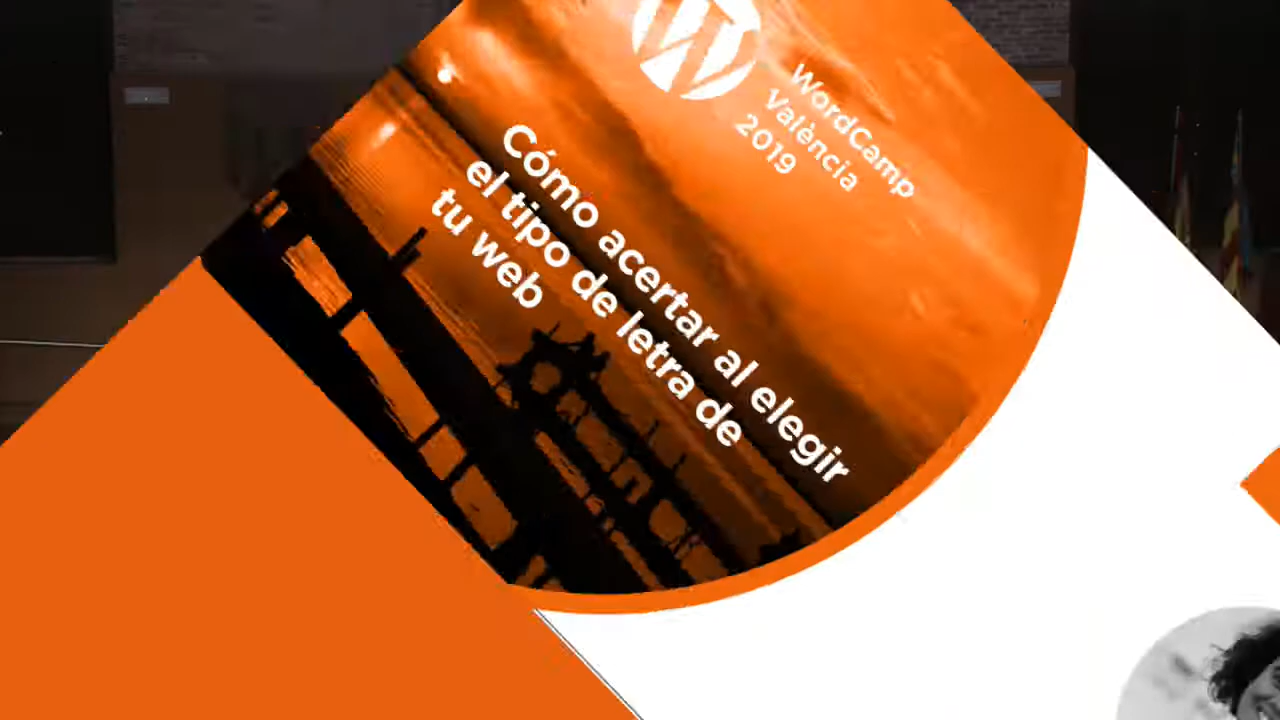 WordCamp
València
2019
Cómo acertar al elegir
el tipo de letra de
tu web